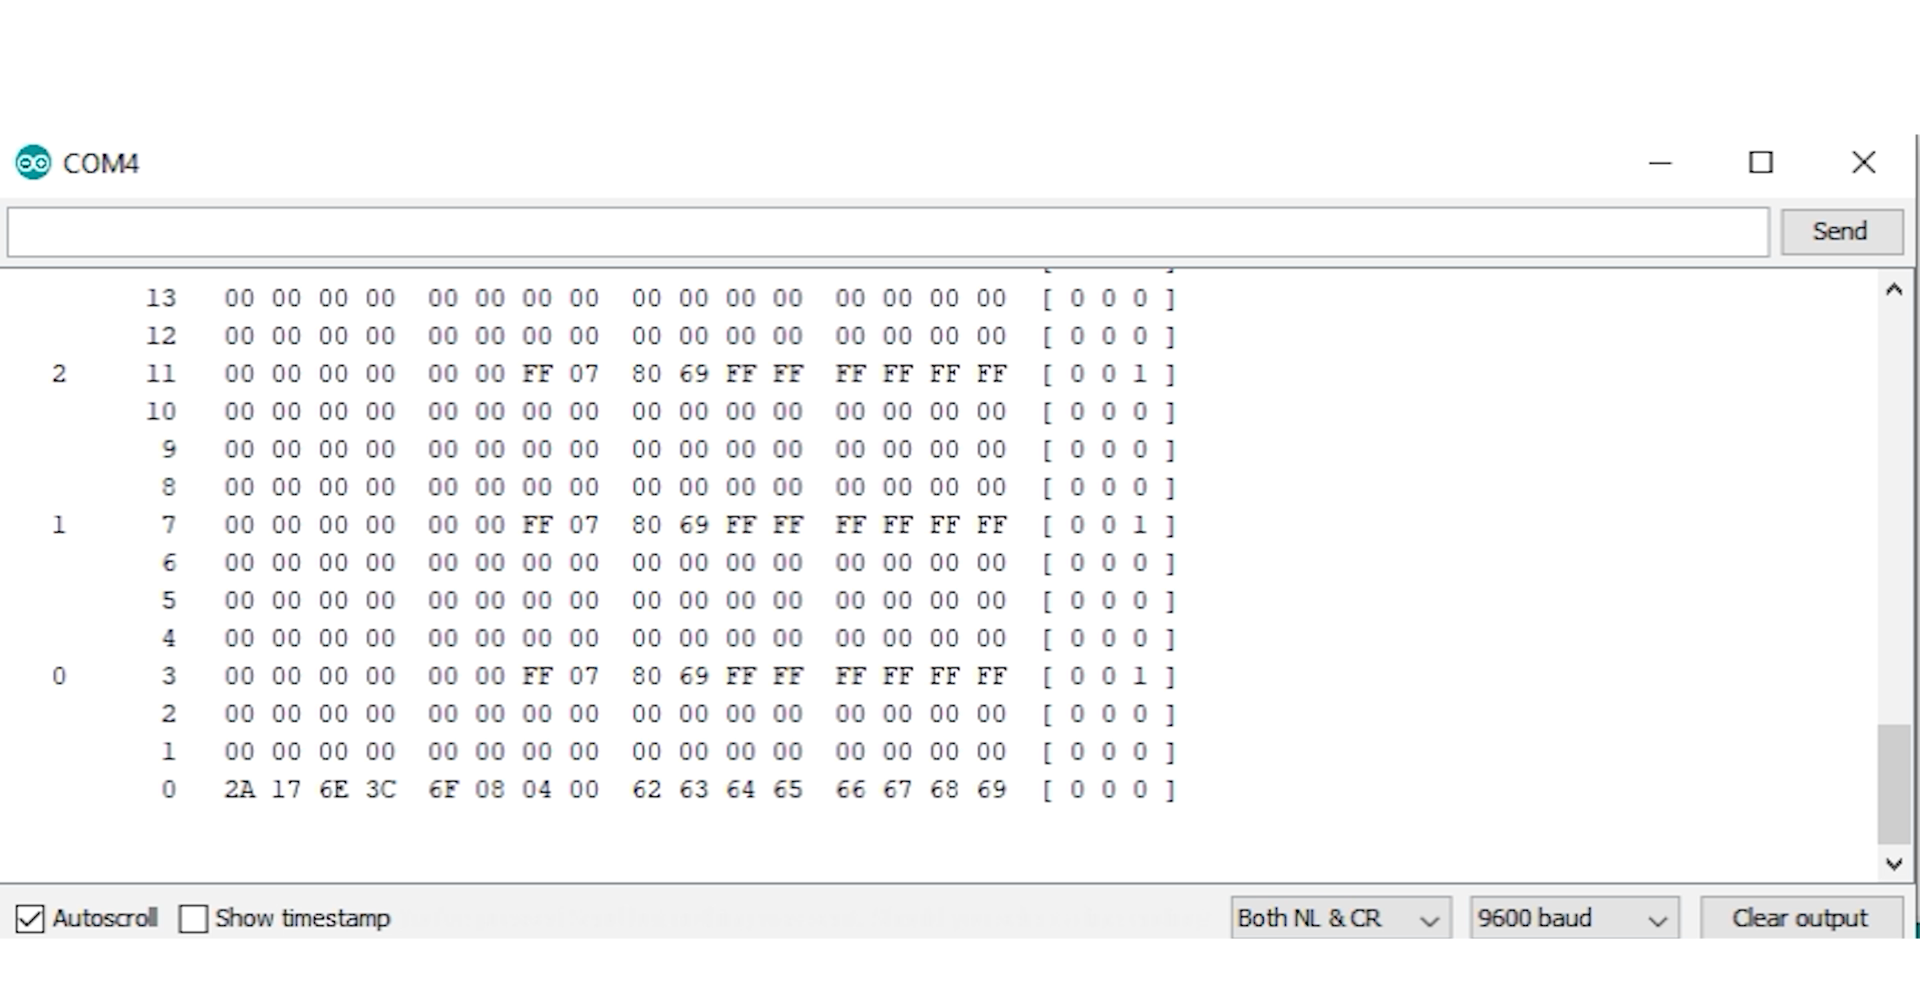 COM4
Send
13 00 00 00 00 00 00 00 00 00 00 00 00 00 00 00 00 [ 0 0 0 ]
12 00 00 00 00 00 00 00 00 00 00 00 00 00 00 00 00 [ 0 0 0 ]
2 11 00 00 00 00 00 00 FF 07 80 69 FF FF FF FF FF FF [ 0 0 1 ]
10 00 00 00 00 00 00 00 00 00 00 00 00 00 00 00 00 [ 0 0 0 ]
9 00 00 00 00 00 00 00 00 00 00 00 00 00 00 00 00 [ 0 0 0 ]
8 00 00 00 00 00 00 00 00 00 00 00 00 00 00 00 00 [ 0 0 0 ]
1 7 00 00 00 00 00 00 FF 07 80 69 FF FF FF FF FF FF [ 0 0 1 ]
6 00 00 00 00 00 00 00 00 00 00 00 00 00 00 00 00 [ 0 0 0 ]
5 00 00 00 00 00 00 00 00 00 00 00 00 00 00 00 00 [ 0 0 0 ]
4 00 00 00 00 00 00 00 00 00 00 00 00 00 00 00 00 [ 0 0 0 ]
0 3 00 00 00 00 00 00 FF 07 80 69 FF FF FF FF FF FF [ 0 0 1 ]
2 00 00 00 00 00 00 00 00 00 00 00 00 00 00 00 00 [ 0 0 0 ]
1 00 00 00 00 00 00 00 00 00 00 00 00 00 00 00 00 [ 0 0 0 ]
0 2A 17 6E 3C 6F 08 04 00 62 63 64 65 66 67 68 69 [ 0 0 0 ]
Autoscroll Show timestamp Both NL & CR 9600 baud Clear output